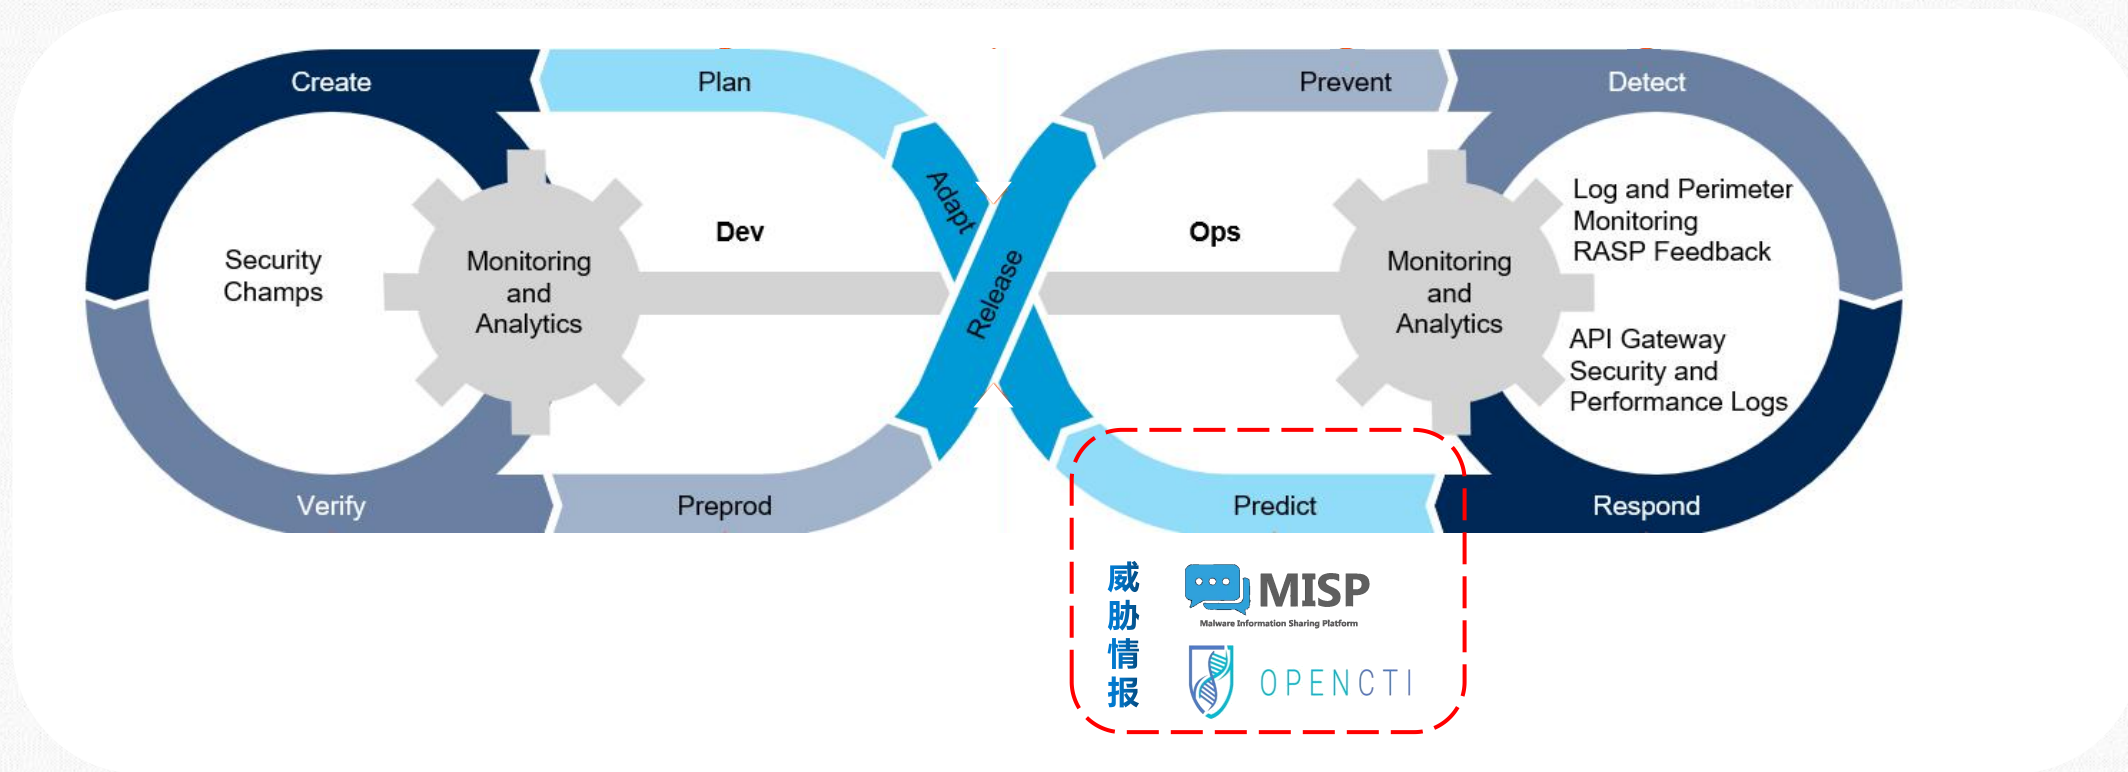 Create
Plan
Prevent
Detect
Adapt
Release
Security
Champs
Monitoring
and
Analytics
Dev
Ops
Monitoring
and
Analytics
Log and Perimeter
Monitoring
RASP Feedback
API Gateway
Security and
Performance Logs
Verify
Preprod
Predict
Respond
威
胁
情
报
MISP
Malware Information Sharing Platform
OPENCTI